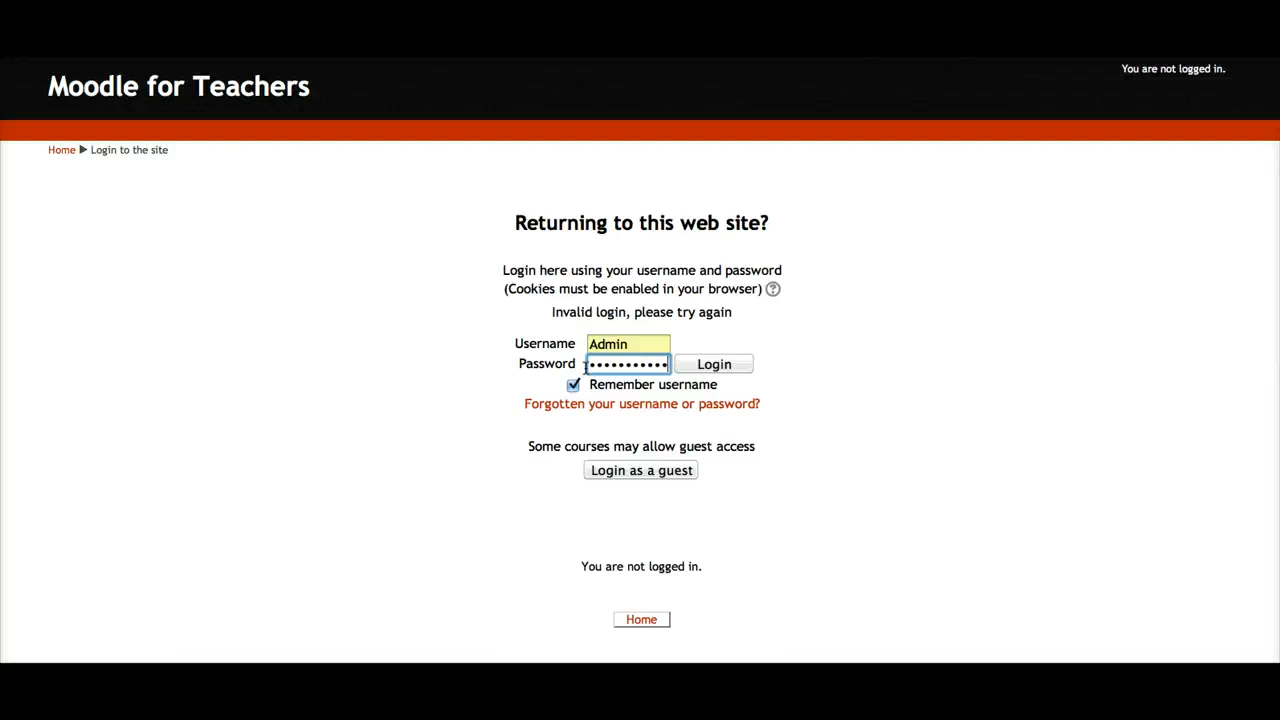 Moodle for Teachers
You are not logged in.
Home ▶ Login to the site
Returning to this web site?
Login here using your username and password
(Cookies must be enabled in your browser) ?
Invalid login, please try again
Username Admin
Password ••••••••••• Login
Remember username
Forgotten your username or password?
Some courses may allow guest access
Login as a guest
You are not logged in.
Home